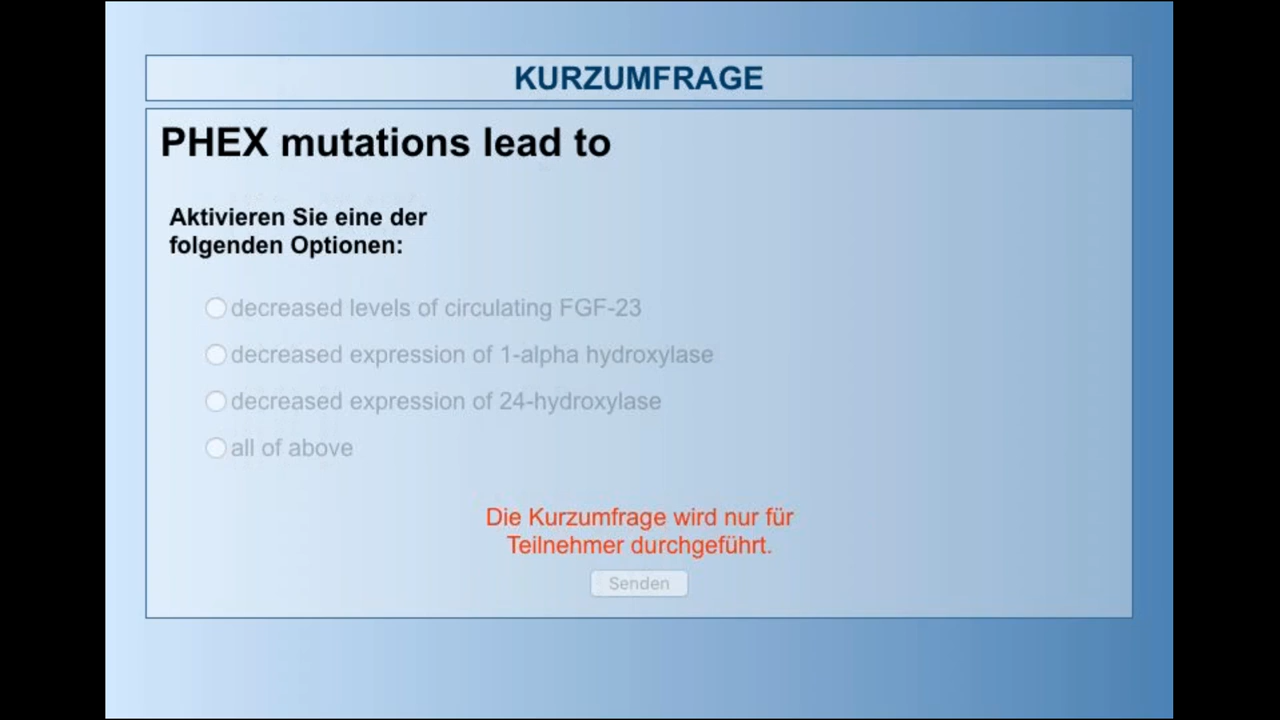 KURZUMFRAGE
PHEX mutations lead to
Aktivieren Sie eine der
folgenden Optionen:
decreased levels of circulating FGF-23
decreased expression of 1-alpha hydroxylase
decreased expression of 24-hydroxylase
all of above
Die Kurzumfrage wird nur für
Teilnehmer durchgeführt.
Senden